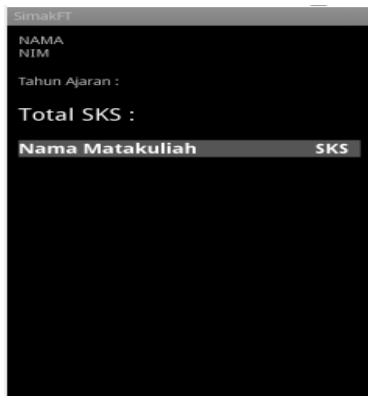 SimakFT
NAMA
NIM
Tahun Ajaran :
Total SKS :
Nama Matakuliah SKS